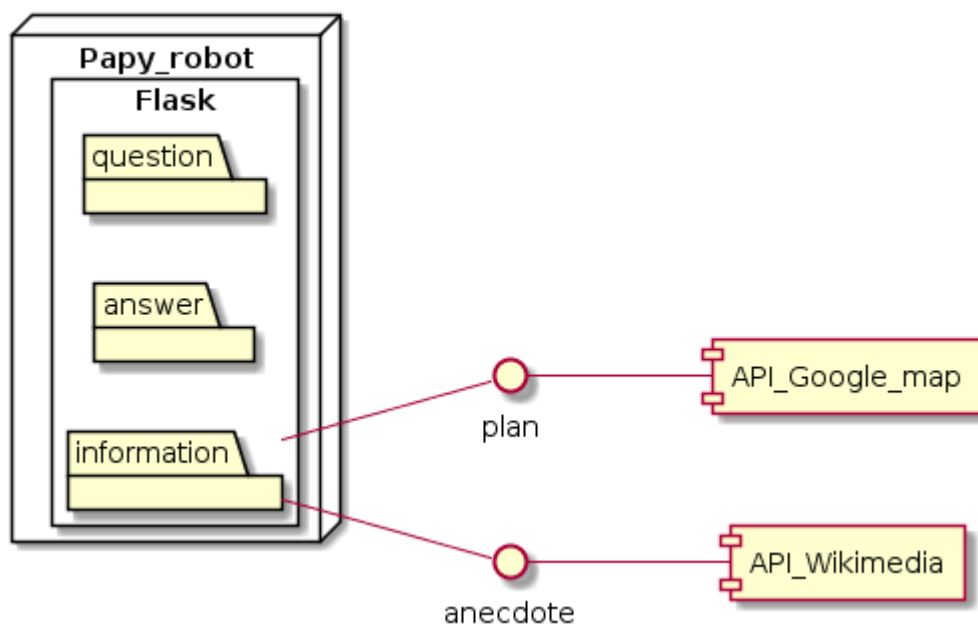 Papy_robot
Flask
question
answer
information
plan
API_Google_map
anecdote
API_Wikimedia